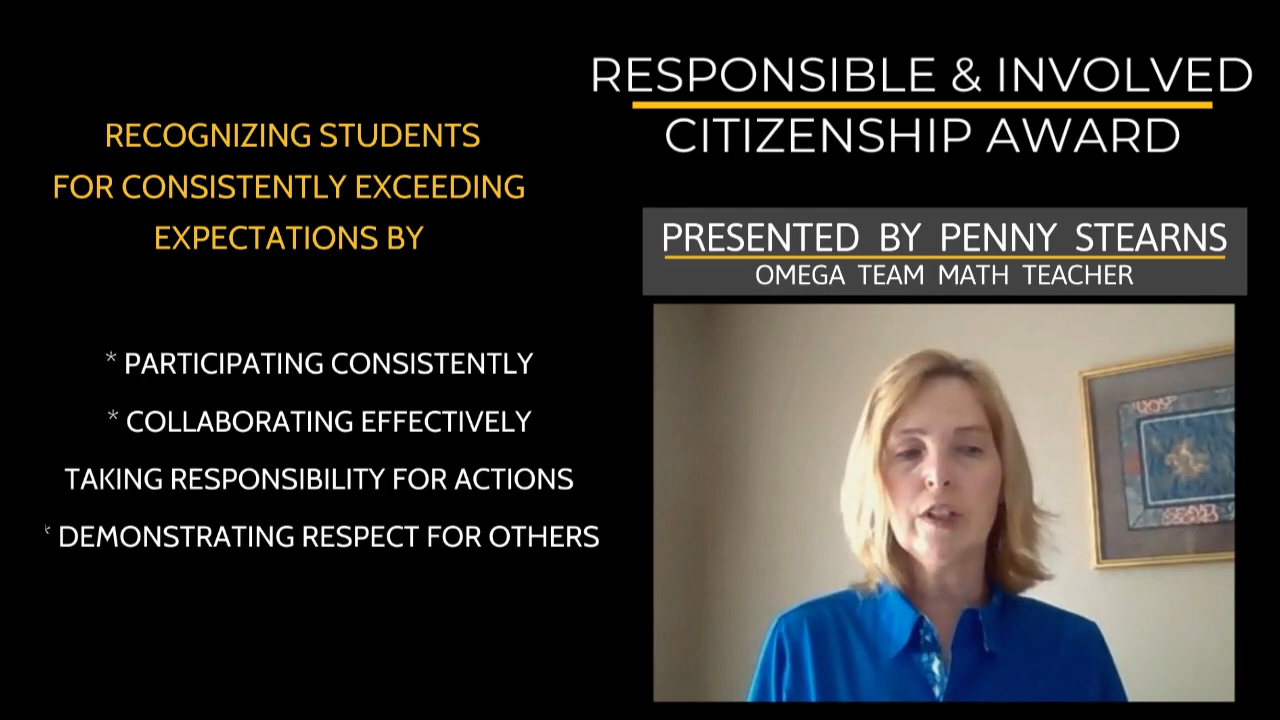 RESPONSIBLE & INVOLVED
CITIZENSHIP AWARD
RECOGNIZING STUDENTS
FOR CONSISTENTLY EXCEEDING
EXPECTATIONS BY
* PARTICIPATING CONSISTENTLY
* COLLABORATING EFFECTIVELY
TAKING RESPONSIBILITY FOR ACTIONS
* DEMONSTRATING RESPECT FOR OTHERS
PRESENTED BY PENNY STEARNS
OMEGA TEAM MATH TEACHER